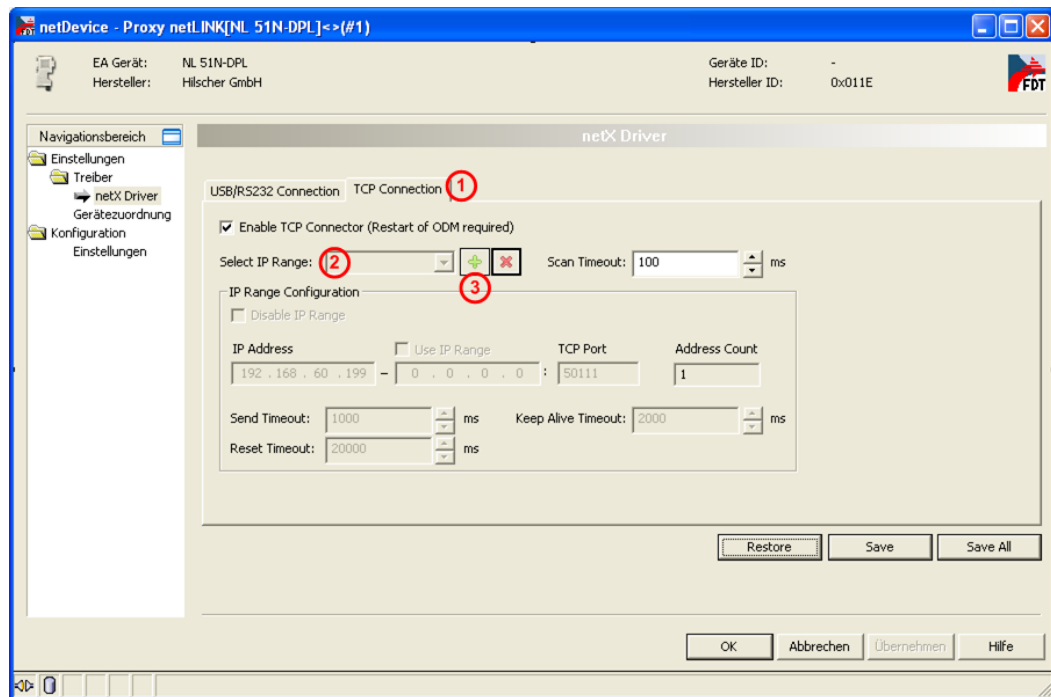 netDevice - Proxy netLINK[NL 51N-DPL]<>(#1)
EA Gerät: NL 51N-DPL Geräte ID: -
Hersteller: Hilscher GmbH Hersteller ID: 0x011E
FDT
Navigationsbereich
netX Driver
Einstellungen
Treiber
netX Driver
Gerätezuordnung
Konfiguration
Einstellungen
USB/RS232 Connection TCP Connection 1
Enable TCP Connector (Restart of ODM required)
Select IP Range: 2 Scan Timeout: 100 ms
3
IP Range Configuration
Disable IP Range
IP Address Use IP Range TCP Port Address Count
192 . 168 . 60 . 199 - 0 . 0 . 0 . 0 : 50111 1
Send Timeout: 1000 ms Keep Alive Timeout: 2000 ms
Reset Timeout: 20000 ms
Restore Save Save All
OK Abbrechen Übernehmen Hilfe